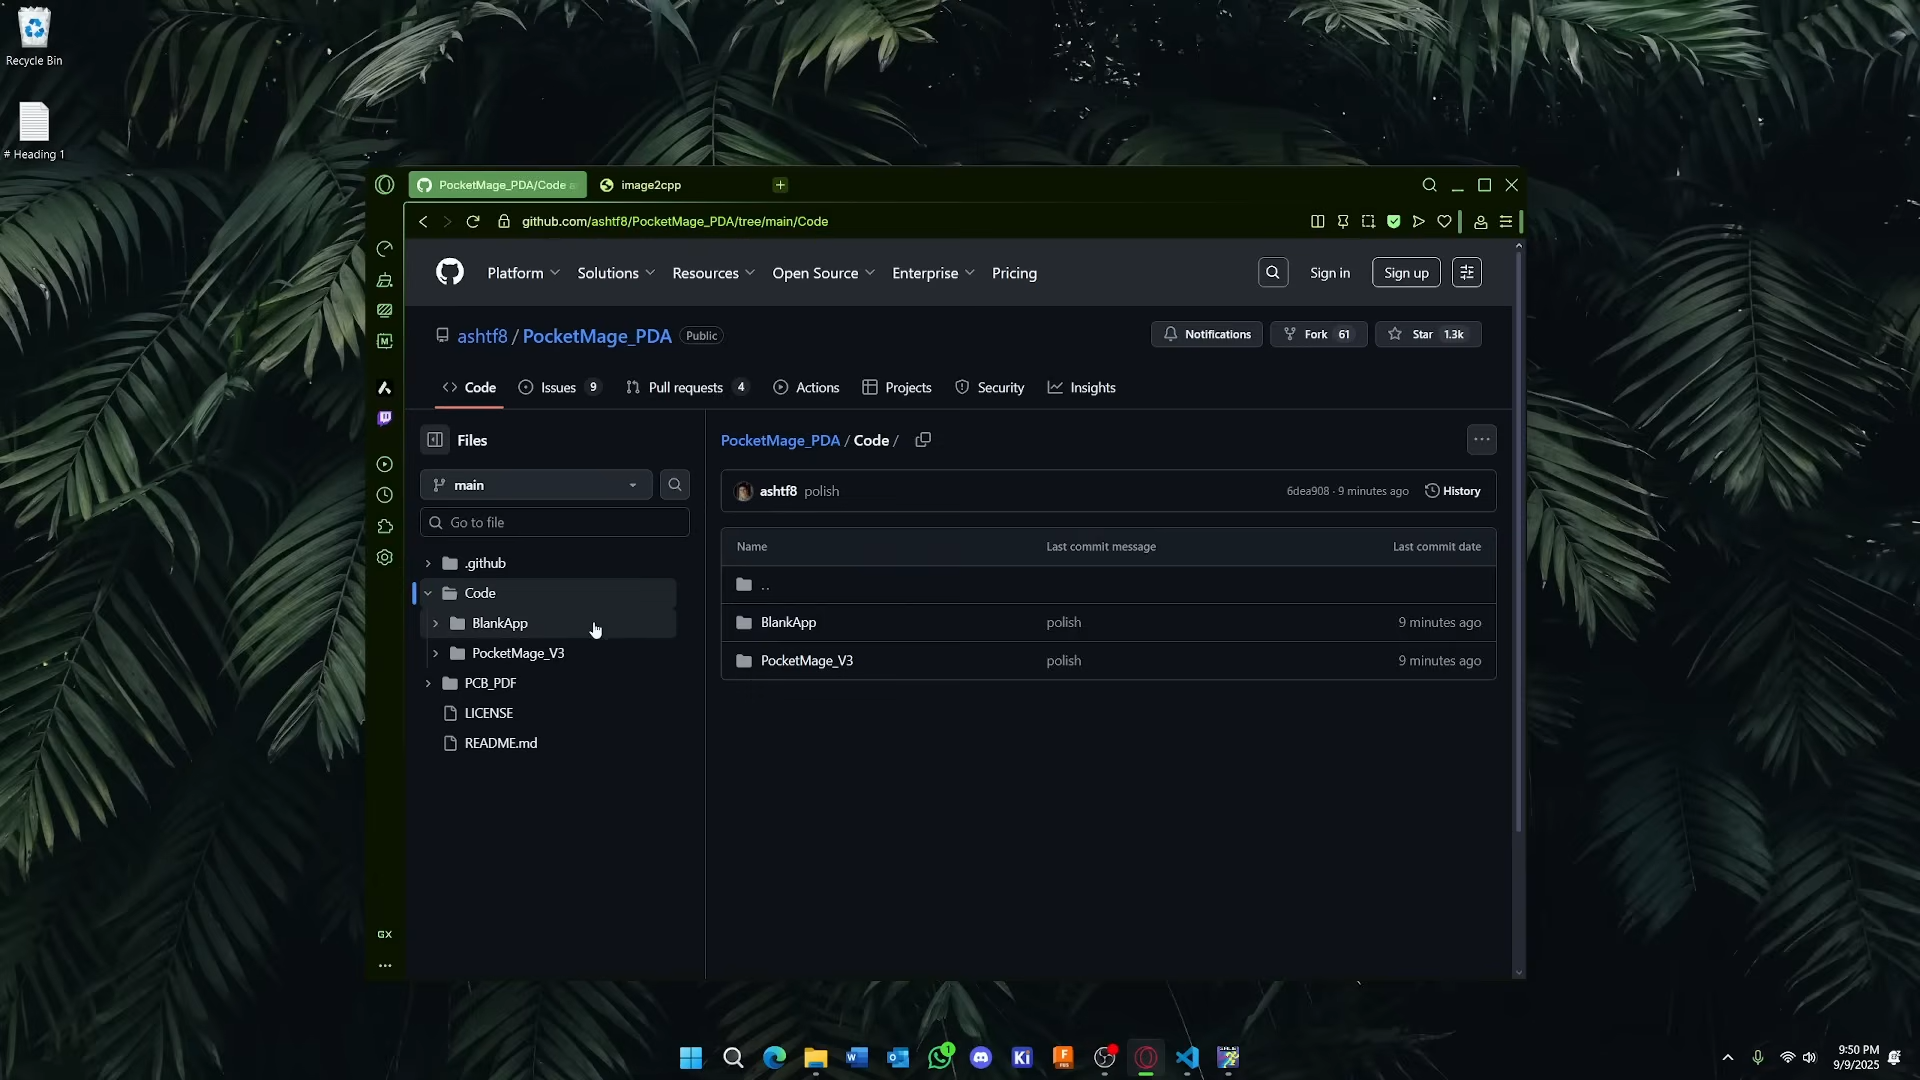 Recycle Bin
# Heading 1
PocketMage_PDA/Code a
image2cpp
github.com/ashtf8/PocketMage_PDA/tree/main/Code
Platform
Solutions
Resources
Open Source
Enterprise
Pricing
Sign in
Sign up
ashtf8 / PocketMage_PDA
Public
Notifications
Fork 61
Star 1.3k
Code
Issues 9
Pull requests 4
Actions
Projects
Security
Insights
Files
main
Go to file
.github
Code
BlankApp
PocketMage_V3
PCB_PDF
LICENSE
README.md
PocketMage_PDA / Code /
ashtf8 polish
6dea908 · 9 minutes ago
History
Name Last commit message Last commit date
..
BlankApp polish 9 minutes ago
PocketMage_V3 polish 9 minutes ago
GX
9:50 PM
9/9/2025